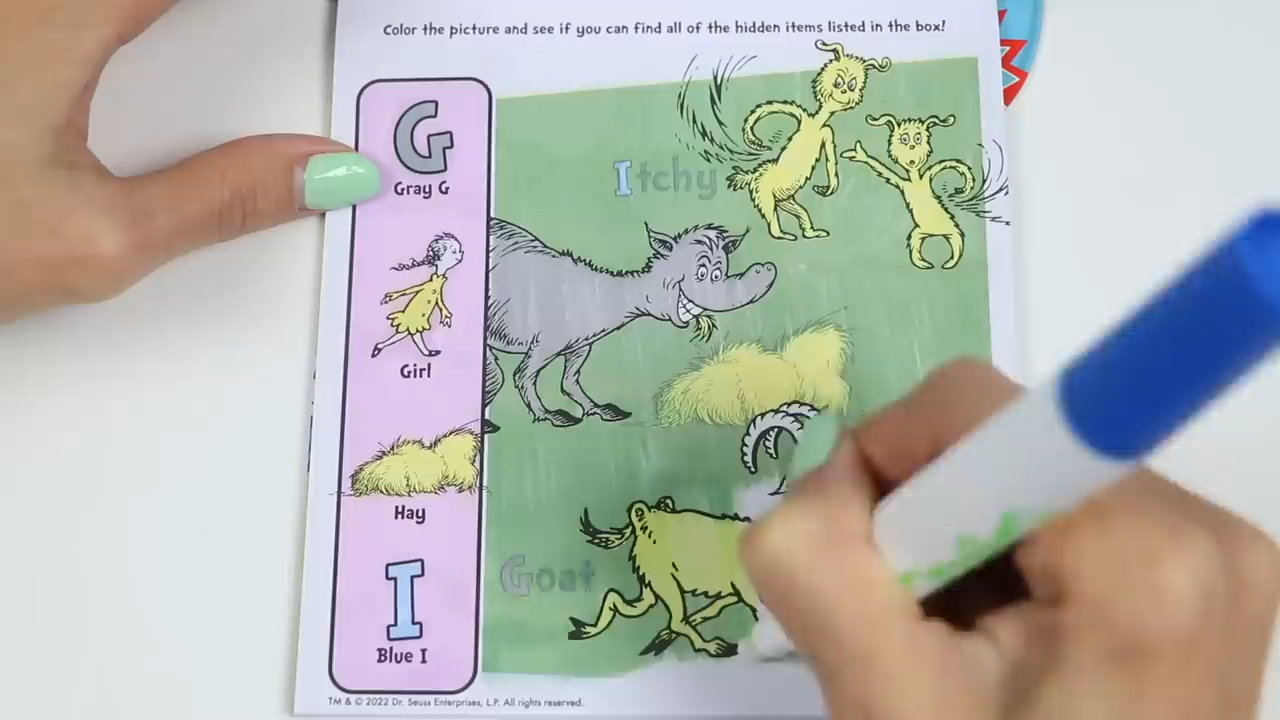 Color the picture and see if you can find all of the hidden items listed in the box!
G
Gray G
Itchy
Girl
Hay
Goat
I
Blue I
TM & © 2022 Dr. Seuss Enterprises, L.P. All rights reserved.